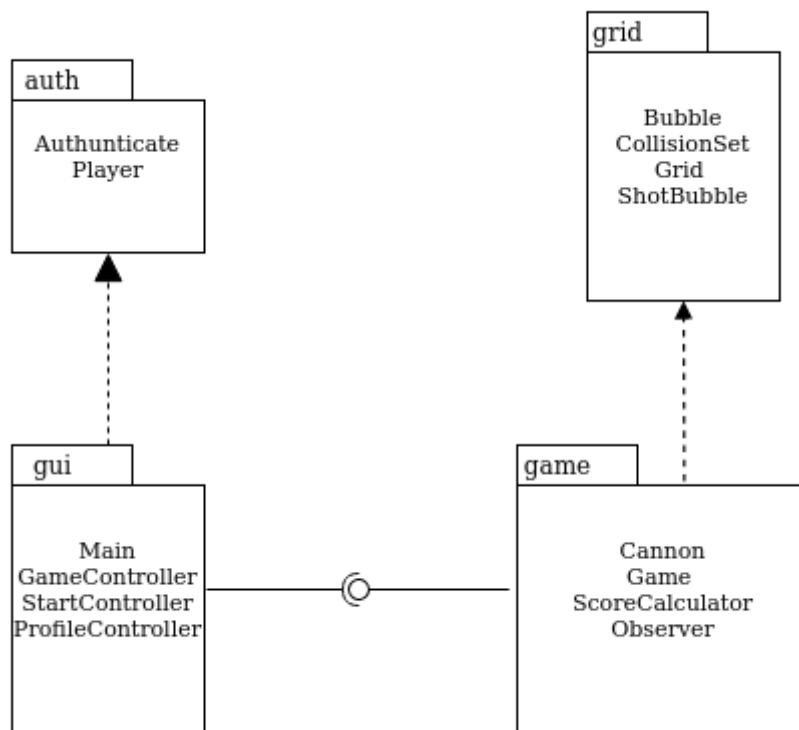 grid
Bubble
CollisionSet
Grid
ShotBubble
auth
Authunticate
Player
gui
Main
GameController
StartController
ProfileController
game
Cannon
Game
ScoreCalculator
Observer